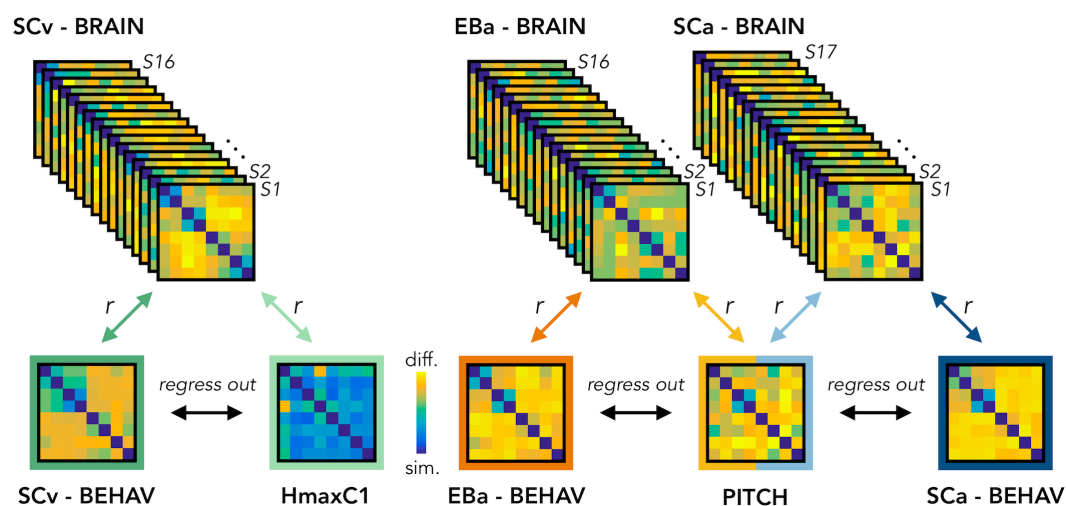 SCv - BRAIN
EBa - BRAIN
SCa - BRAIN
S16
S2
S1
S16
S2
S1
S17
S2
S1
r
r
r
r
r
r
regress out
diff.
sim.
regress out
regress out
SCv - BEHAV
HmaxC1
EBa - BEHAV
PITCH
SCa - BEHAV